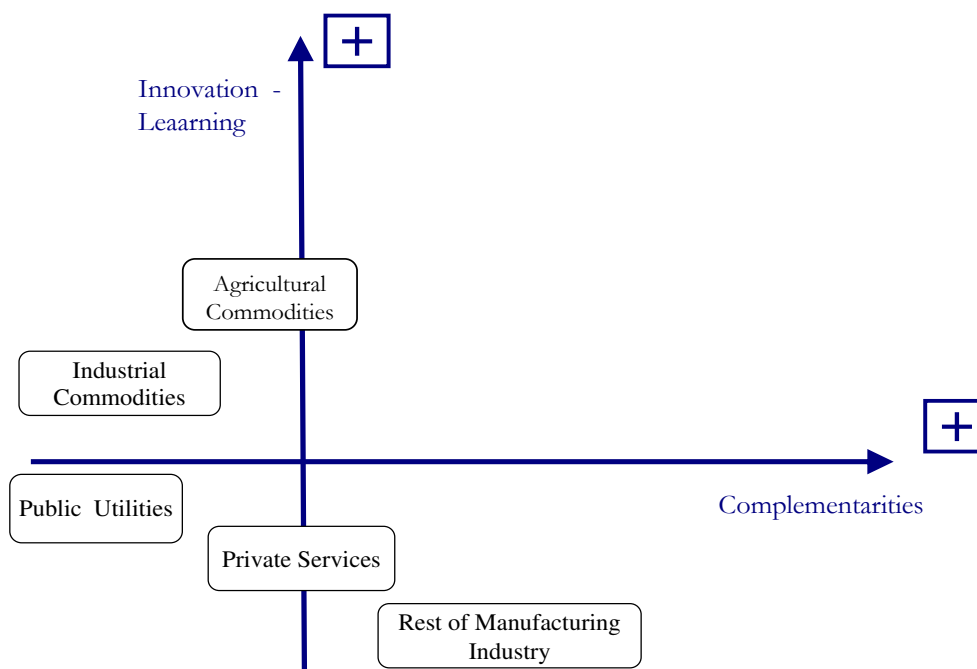 +
Innovation -
Leaarning
Agricultural
Commodities
Industrial
Commodities
+
Public Utilities
Complementarities
Private Services
Rest of Manufacturing
Industry